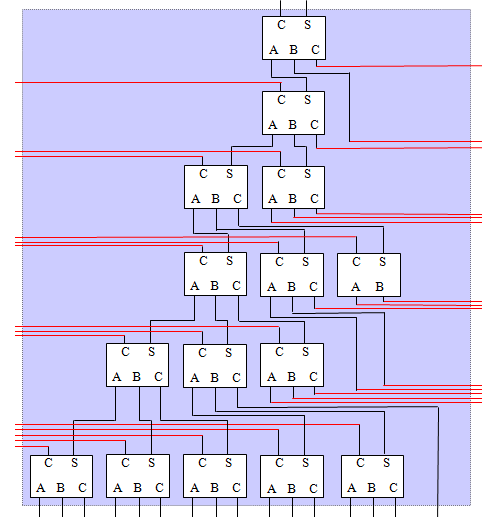 C S
A B C
C S
A B C
C S C S
A B C A B C
C S C S C S
A B C A B C A B
C S C S C S
A B C A B C A B C
C S C S C S C S C S
A B C A B C A B C A B C A B C